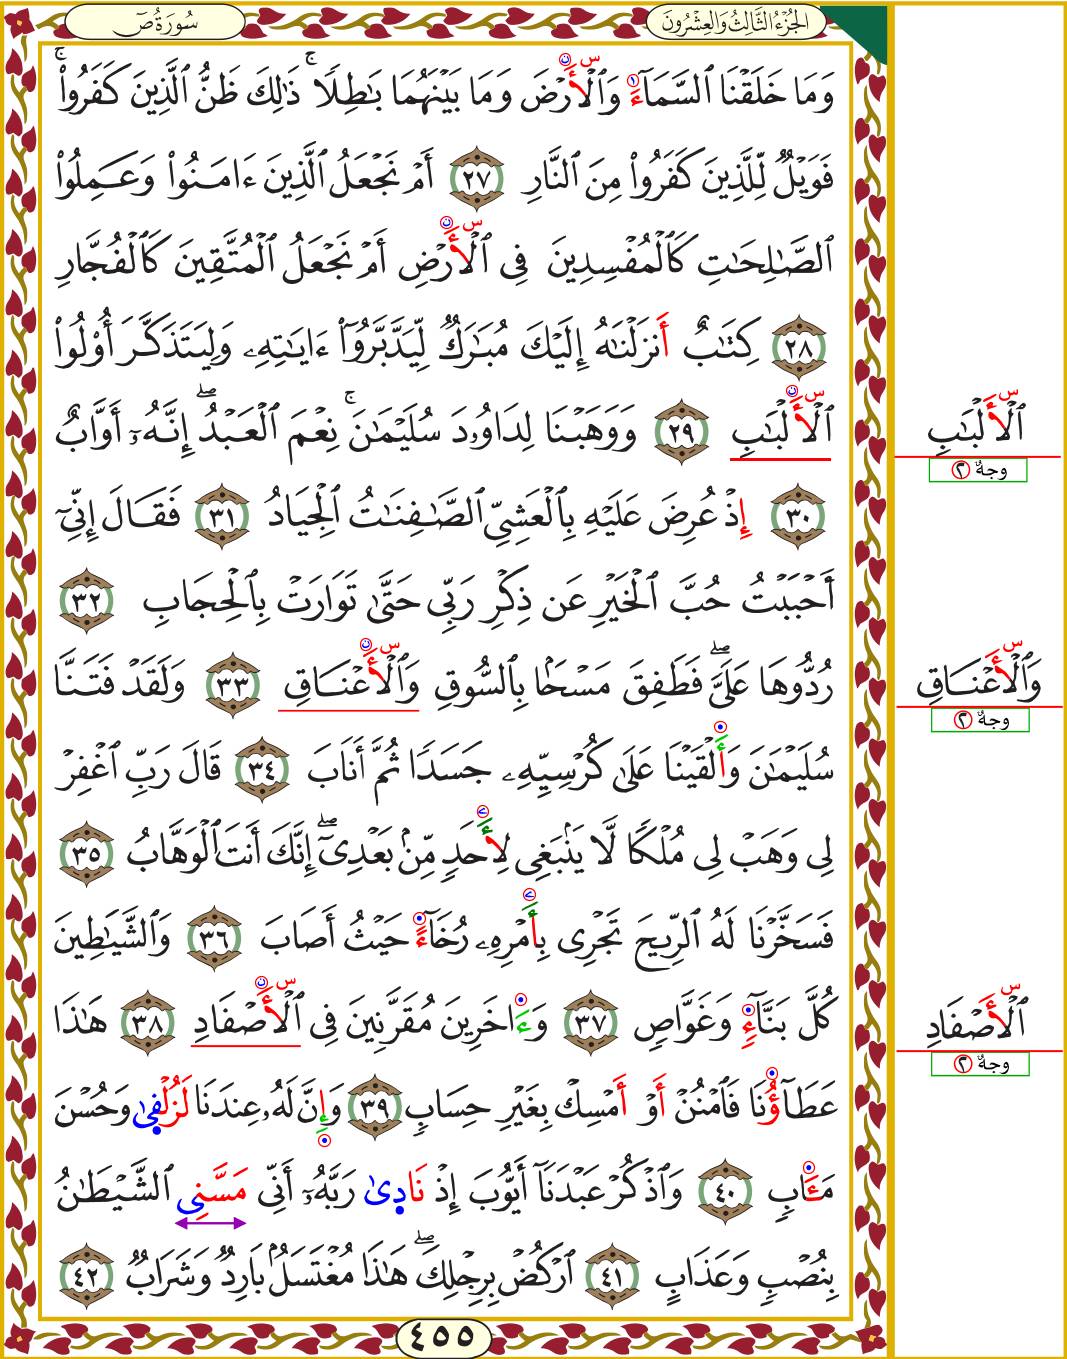 سُورَةُ صٓ
الجُزْءُ الثَّالِثُ وَالعِشْرُونَ
وَمَا خَلَقْنَا ٱلسَّمَآءَ وَٱلْأَرْضَ وَمَا بَيْنَهُمَا بَٰطِلًا ۚ ذَٰلِكَ ظَنُّ ٱلَّذِينَ كَفَرُوا۟ ۚ
فَوَيْلٌ لِّلَّذِينَ كَفَرُوا۟ مِنَ ٱلنَّارِ ٢٧ أَمْ نَجْعَلُ ٱلَّذِينَ ءَامَنُوا۟ وَعَمِلُوا۟
ٱلصَّٰلِحَٰتِ كَٱلْمُفْسِدِينَ فِى ٱلْأَرْضِ أَمْ نَجْعَلُ ٱلْمُتَّقِينَ كَٱلْفُجَّارِ
٢٨ كِتَٰبٌ أَنزَلْنَٰهُ إِلَيْكَ مُبَٰرَكٌ لِّيَدَّبَّرُوٓا۟ ءَايَٰتِهِۦ وَلِيَتَذَكَّرَ أُو۟لُوا۟
ٱلْأَلْبَٰبِ ٢٩ وَوَهَبْنَا لِدَاوُۥدَ سُلَيْمَٰنَ ۚ نِعْمَ ٱلْعَبْدُ ۖ إِنَّهُۥٓ أَوَّابٌ
٣٠ إِذْ عُرِضَ عَلَيْهِ بِٱلْعَشِىِّ ٱلصَّٰفِنَٰتُ ٱلْجِيَادُ ٣١ فَقَالَ إِنِّىٓ
أَحْبَبْتُ حُبَّ ٱلْخَيْرِ عَن ذِكْرِ رَبِّى حَتَّىٰ تَوَارَتْ بِٱلْحِجَابِ ٣٢
رُدُّوهَا عَلَىَّ ۖ فَطَفِقَ مَسْحًۢا بِٱلسُّوقِ وَٱلْأَعْنَاقِ ٣٣ وَلَقَدْ فَتَنَّا
سُلَيْمَٰنَ وَأَلْقَيْنَا عَلَىٰ كُرْسِيِّهِۦ جَسَدًا ثُمَّ أَنَابَ ٣٤ قَالَ رَبِّ ٱغْفِرْ
لِى وَهَبْ لِى مُلْكًا لَّا يَنۢبَغِى لِأَحَدٍ مِّنۢ بَعْدِىٓ ۖ إِنَّكَ أَنتَ ٱلْوَهَّابُ ٣٥
فَسَخَّرْنَا لَهُ ٱلرِّيحَ تَجْرِى بِأَمْرِهِۦ رُخَآءً حَيْثُ أَصَابَ ٣٦ وَٱلشَّيَٰطِينَ
كُلَّ بَنَّآءٍ وَغَوَّاصٍ ٣٧ وَءَاخَرِينَ مُقَرَّنِينَ فِى ٱلْأَصْفَادِ ٣٨ هَٰذَا
عَطَآؤُنَا فَٱمْنُنْ أَوْ أَمْسِكْ بِغَيْرِ حِسَابٍ ٣٩ وَإِنَّ لَهُۥ عِندَنَا لَزُلْفَىٰ وَحُسْنَ
مَـَٔابٍ ٤٠ وَٱذْكُرْ عَبْدَنَآ أَيُّوبَ إِذْ نَادَىٰ رَبَّهُۥٓ أَنِّى مَسَّنِى ٱلشَّيْطَٰنُ
بِنُصْبٍ وَعَذَابٍ ٤١ ٱرْكُضْ بِرِجْلِكَ ۖ هَٰذَا مُغْتَسَلٌۢ بَارِدٌ وَشَرَابٌ ٤٢
٤٥٥
ٱلْأَلْبَٰبِ
وجهٌ ٢
وَٱلْأَعْنَاقِ
وجهٌ ٢
ٱلْأَصْفَادِ
وجهٌ ٢